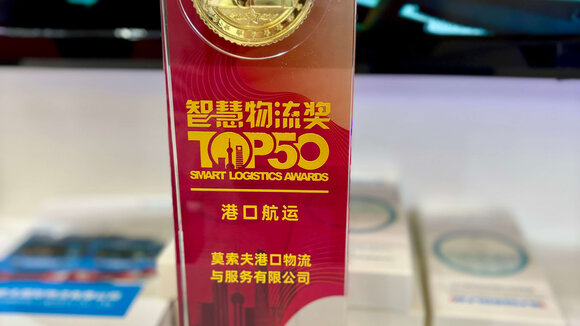 智慧物流奖
TOP50
SMART LOGISTICS AWARDS
港口航运
莫索夫港口物流
与服务有限公司